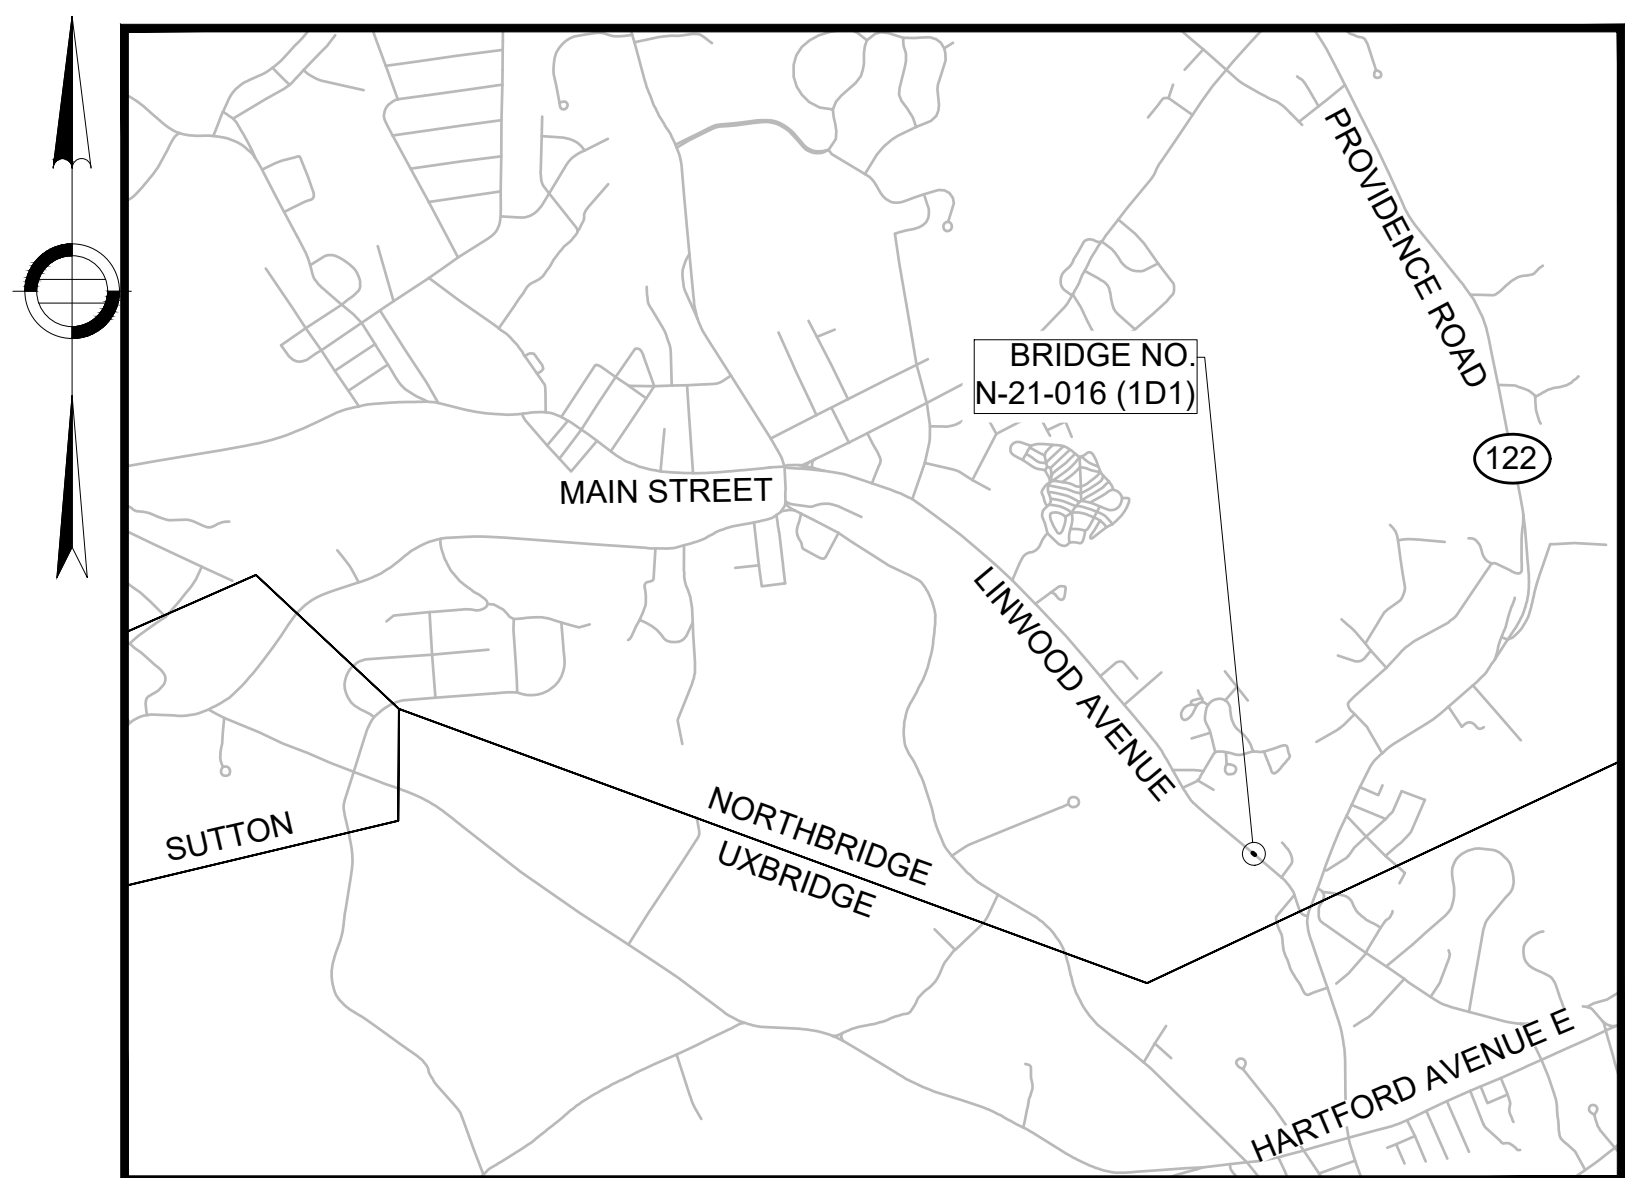 PROVIDENCE ROAD
BRIDGE NO.
N-21-016 (1D1)
122
MAIN STREET
LINWOOD AVENUE
NORTHBRIDGE
UXBRIDGE
SUTTON
HARTFORD AVENUE E